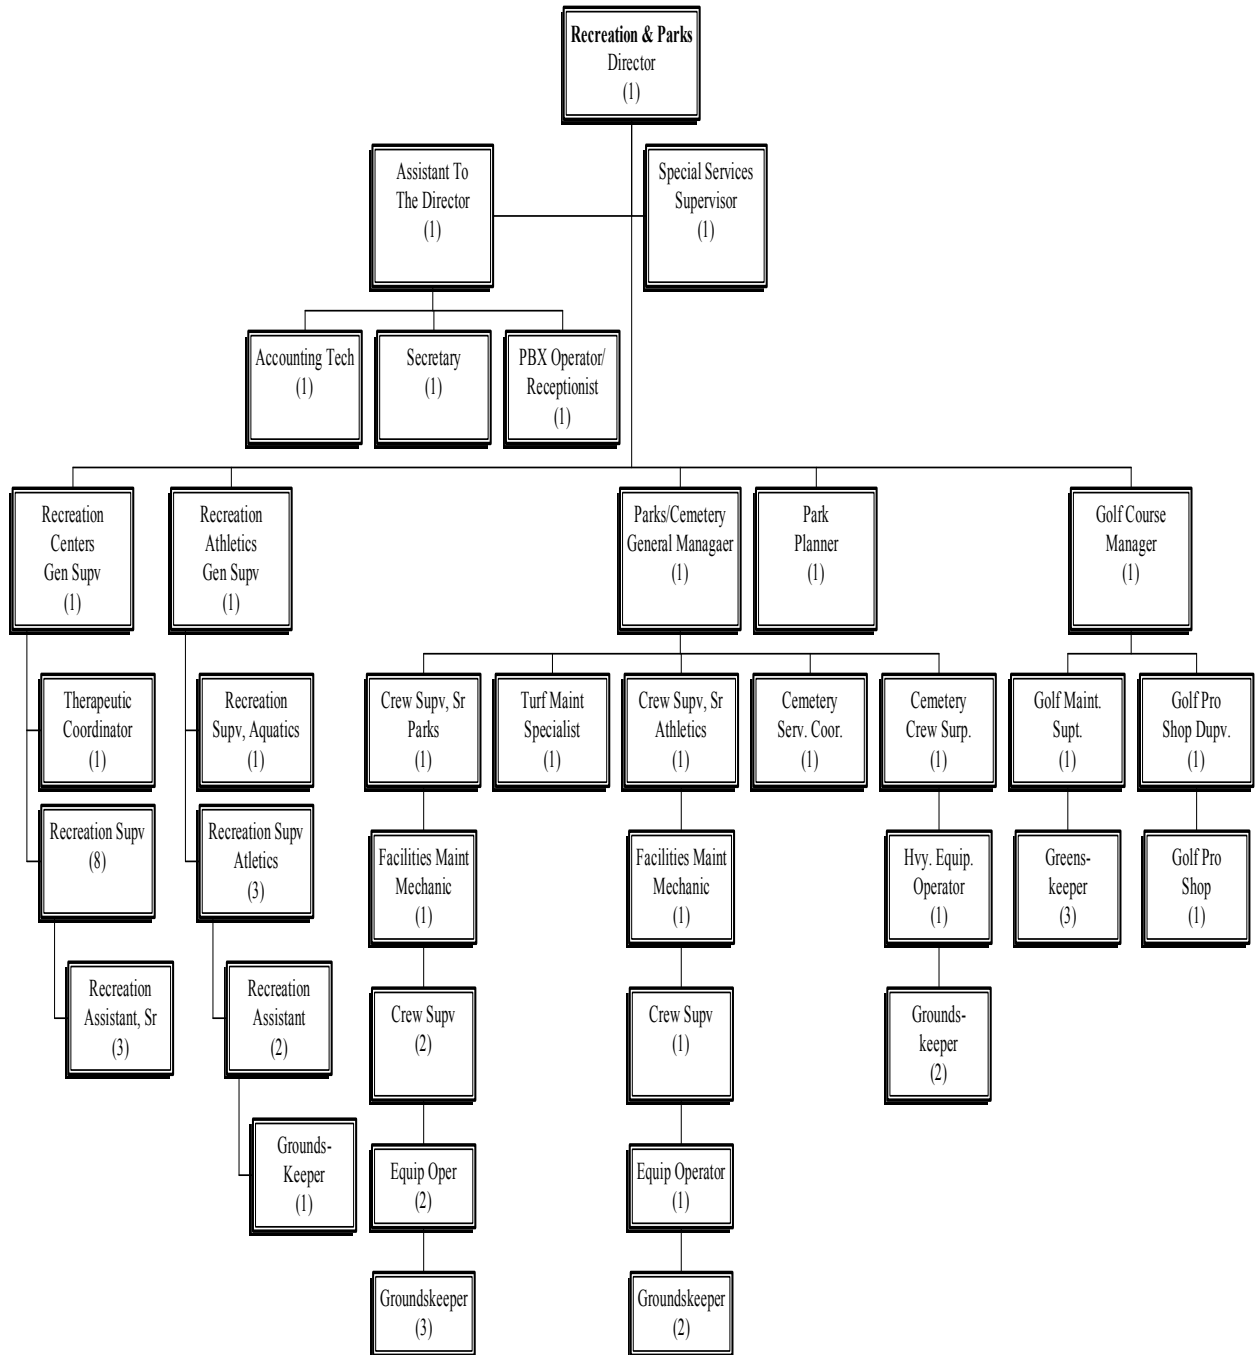 Recreation & Parks
Director
(1)
Assistant To
The Director
(1)
Special Services
Supervisor
(1)
Accounting Tech
(1)
Secretary
(1)
PBX Operator/
Receptionist
(1)
Recreation
Centers
Gen Supv
(1)
Recreation
Athletics
Gen Supv
(1)
Parks/Cemetery
General Managaer
(1)
Park
Planner
(1)
Golf Course
Manager
(1)
Therapeutic
Coordinator
(1)
Recreation
Supv, Aquatics
(1)
Crew Supv, Sr
Parks
(1)
Turf Maint
Specialist
(1)
Crew Supv, Sr
Athletics
(1)
Cemetery
Serv. Coor.
(1)
Cemetery
Crew Surp.
(1)
Golf Maint.
Supt.
(1)
Golf Pro
Shop Dupv.
(1)
Recreation Supv
(8)
Recreation Supv
Atletics
(3)
Facilities Maint
Mechanic
(1)
Facilities Maint
Mechanic
(1)
Hvy. Equip.
Operator
(1)
Greens-
keeper
(3)
Golf Pro
Shop
(1)
Recreation
Assistant, Sr
(3)
Recreation
Assistant
(2)
Crew Supv
(2)
Crew Supv
(1)
Grounds-
keeper
(2)
Grounds-
Keeper
(1)
Equip Oper
(2)
Equip Operator
(1)
Groundskeeper
(3)
Groundskeeper
(2)